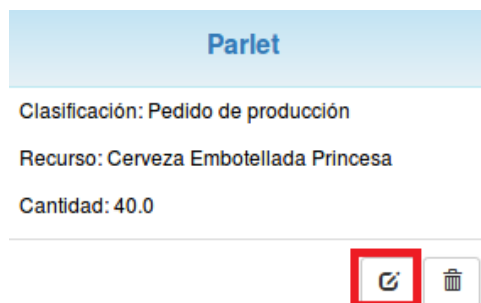 Parlet
Clasificación: Pedido de producción
Recurso: Cerveza Embotellada Princesa
Cantidad: 40.0